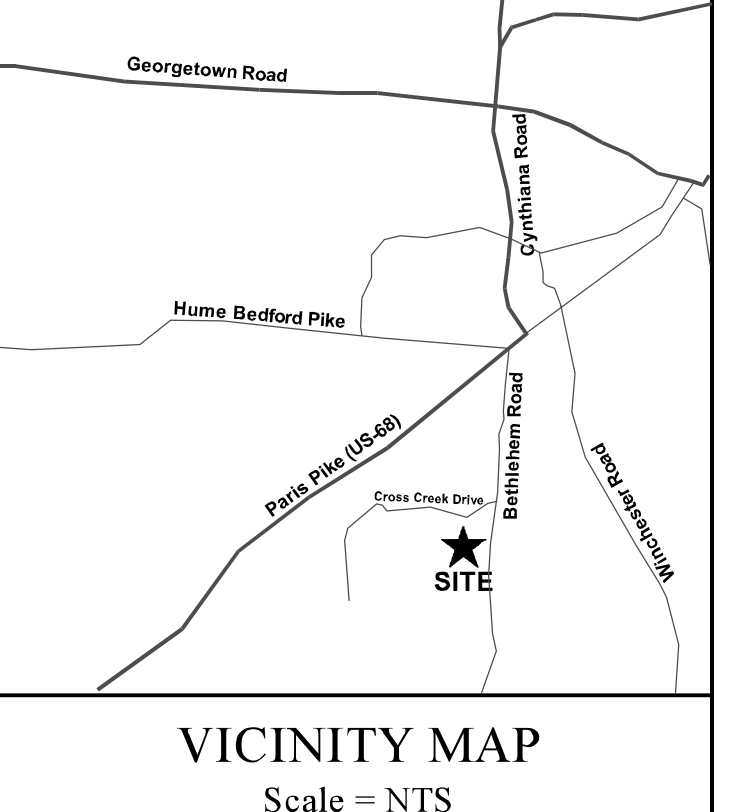 Georgetown Road
Cynthiana Road
Hume Bedford Pike
Bethlehem Road
Paris Pike (US-68)
Winchester Road
Cross Creek Drive
SITE
VICINITY MAP
Scale = NTS